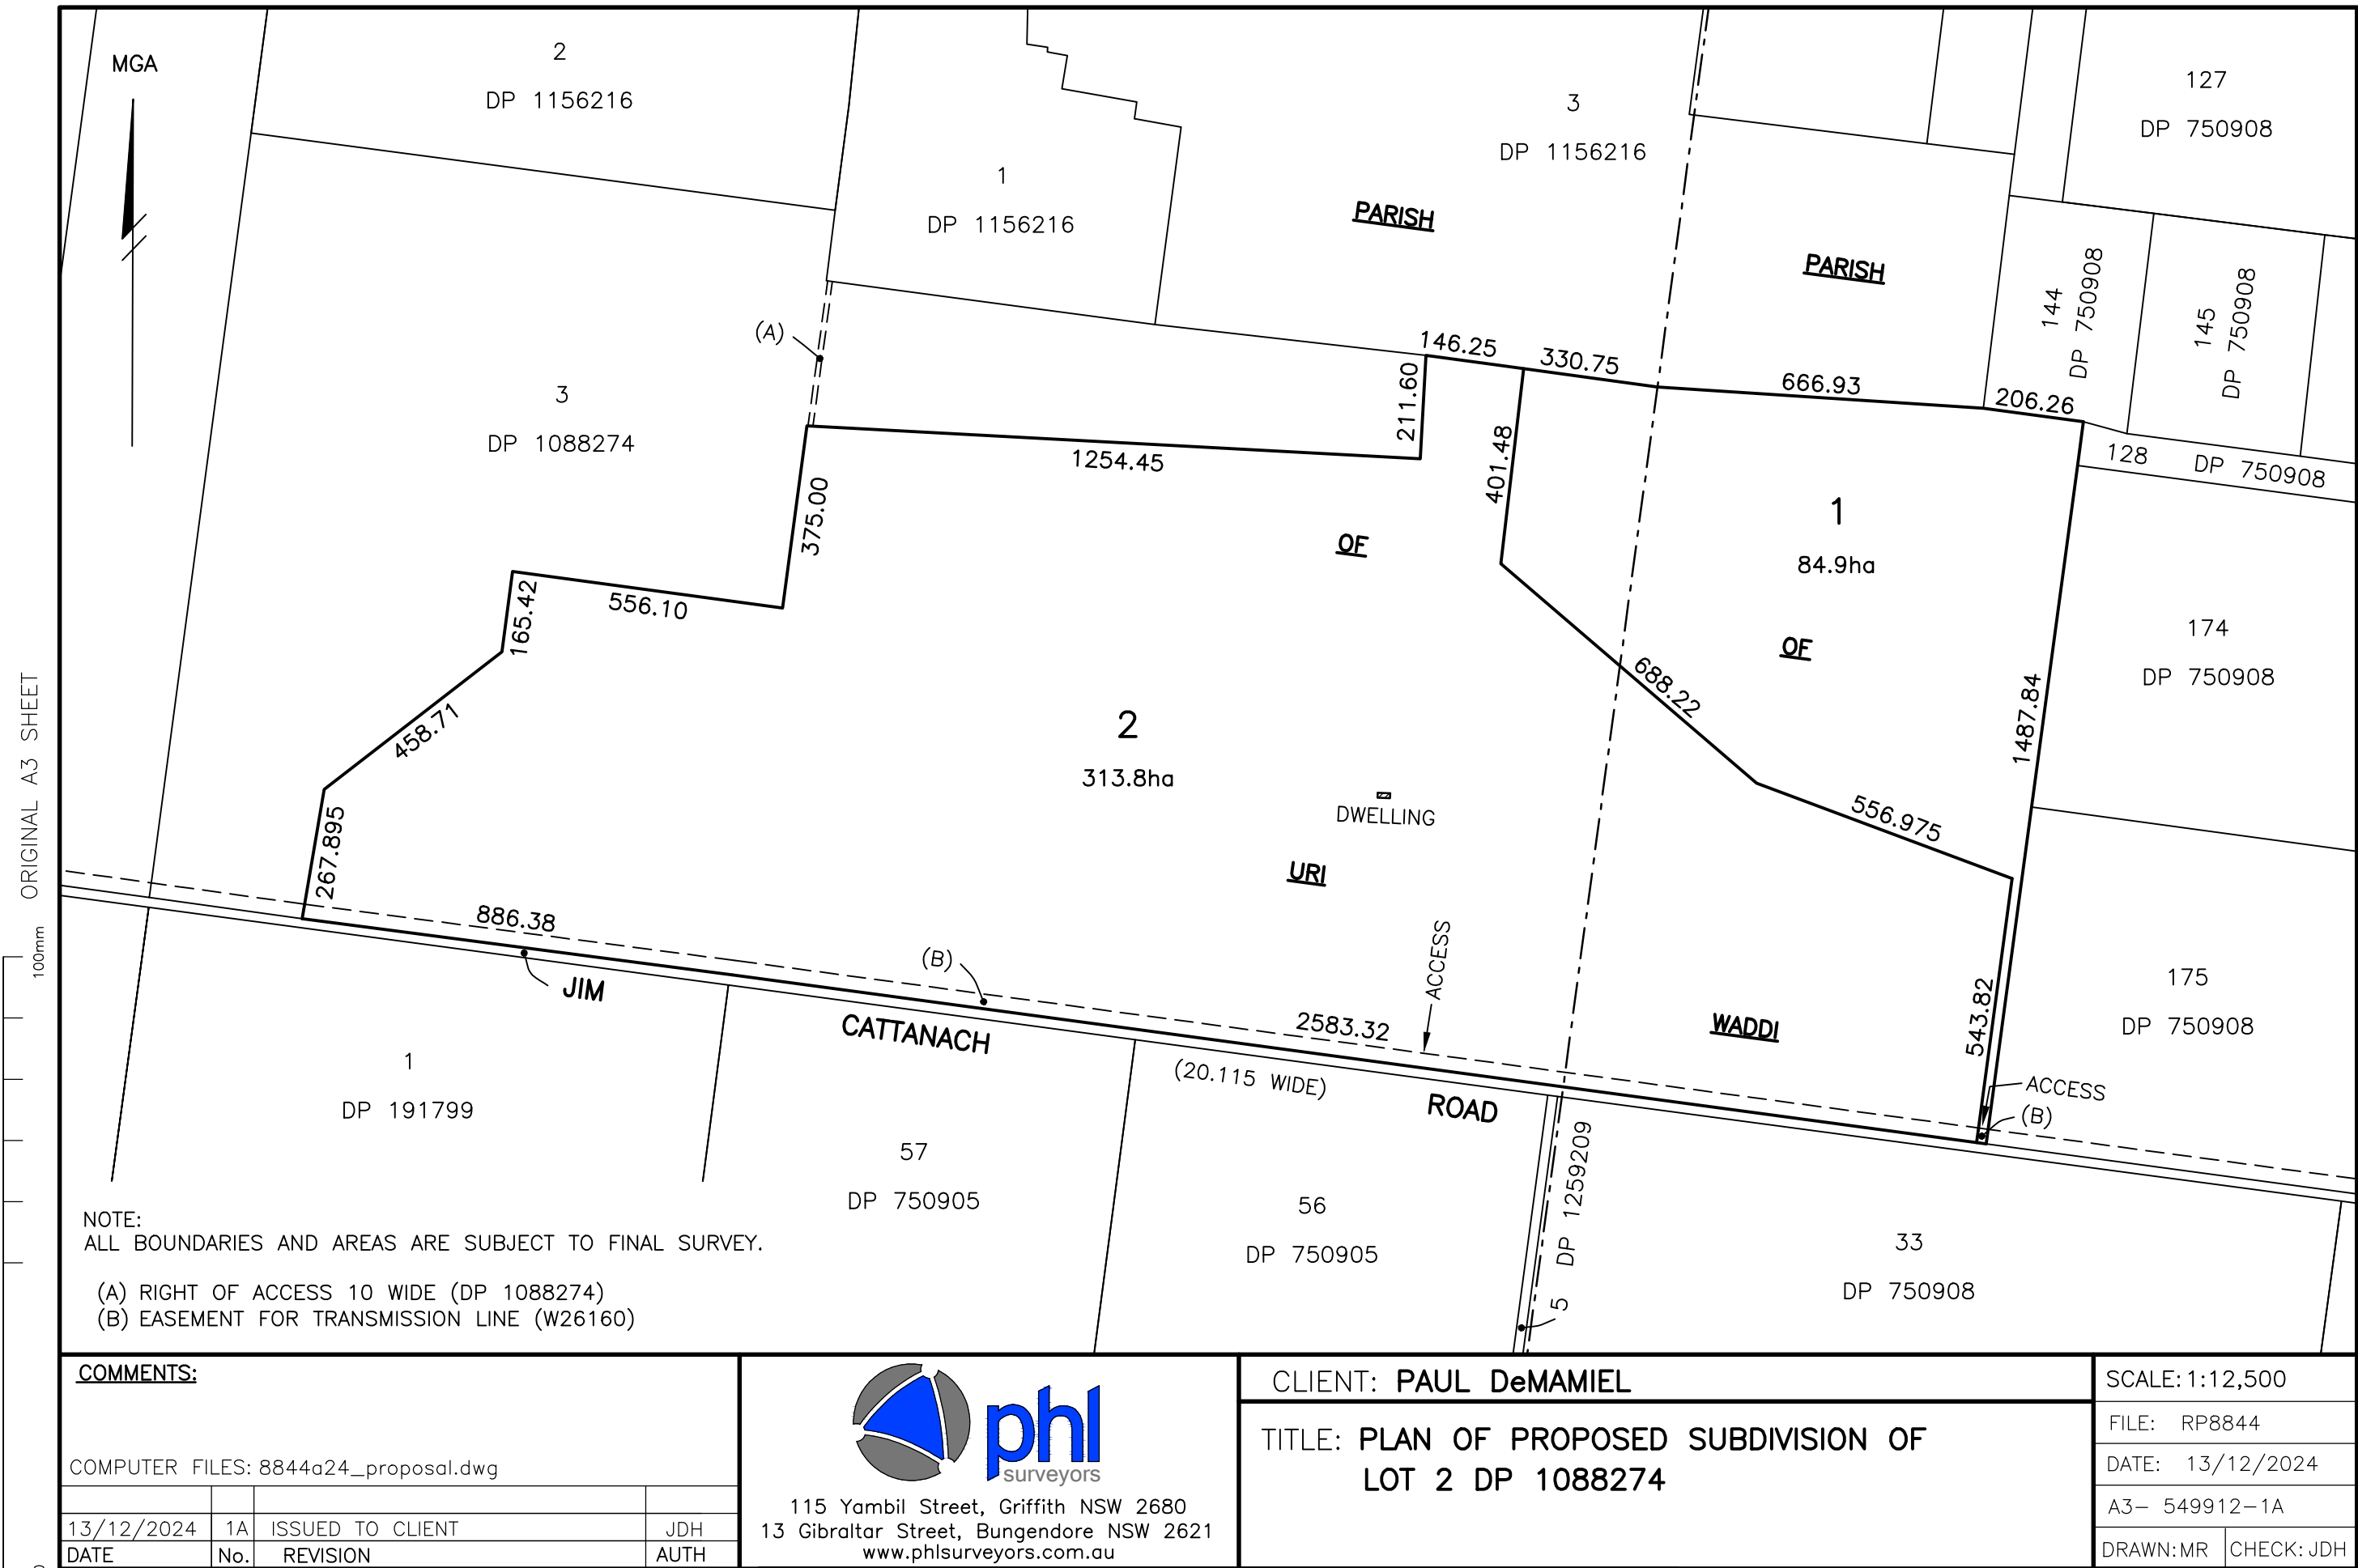 MGA
2
DP 1156216
1
DP 1156216
3
DP 1156216
127
DP 750908
PARISH
PARISH
144
DP 750908
145
DP 750908
(A)
146.25
330.75
666.93
206.26
211.60
3
DP 1088274
1254.45
401.48
128 DP 750908
375.00
1
84.9ha
OF
OF
165.42
556.10
174
DP 750908
688.22
1487.84
458.71
2
313.8ha
DWELLING
556.975
267.895
URI
886.38
ACCESS
(B)
JIM
CATTANACH
2583.32
(20.115 WIDE)
ROAD
WADDI
543.82
175
DP 750908
ACCESS
(B)
1
DP 191799
57
DP 750905
56
DP 750905
5 DP 1259209
33
DP 750908
ORIGINAL A3 SHEET
100mm
0
NOTE:
ALL BOUNDARIES AND AREAS ARE SUBJECT TO FINAL SURVEY.
(A) RIGHT OF ACCESS 10 WIDE (DP 1088274)
(B) EASEMENT FOR TRANSMISSION LINE (W26160)
COMMENTS:
COMPUTER FILES: 8844a24_proposal.dwg
13/12/2024 1A ISSUED TO CLIENT JDH
DATE No. REVISION AUTH
phl
surveyors
115 Yambil Street, Griffith NSW 2680
13 Gibraltar Street, Bungendore NSW 2621
www.phlsurveyors.com.au
CLIENT: PAUL DeMAMIEL
TITLE: PLAN OF PROPOSED SUBDIVISION OF
LOT 2 DP 1088274
SCALE: 1:12,500
FILE: RP8844
DATE: 13/12/2024
A3- 549912-1A
DRAWN: MR CHECK: JDH